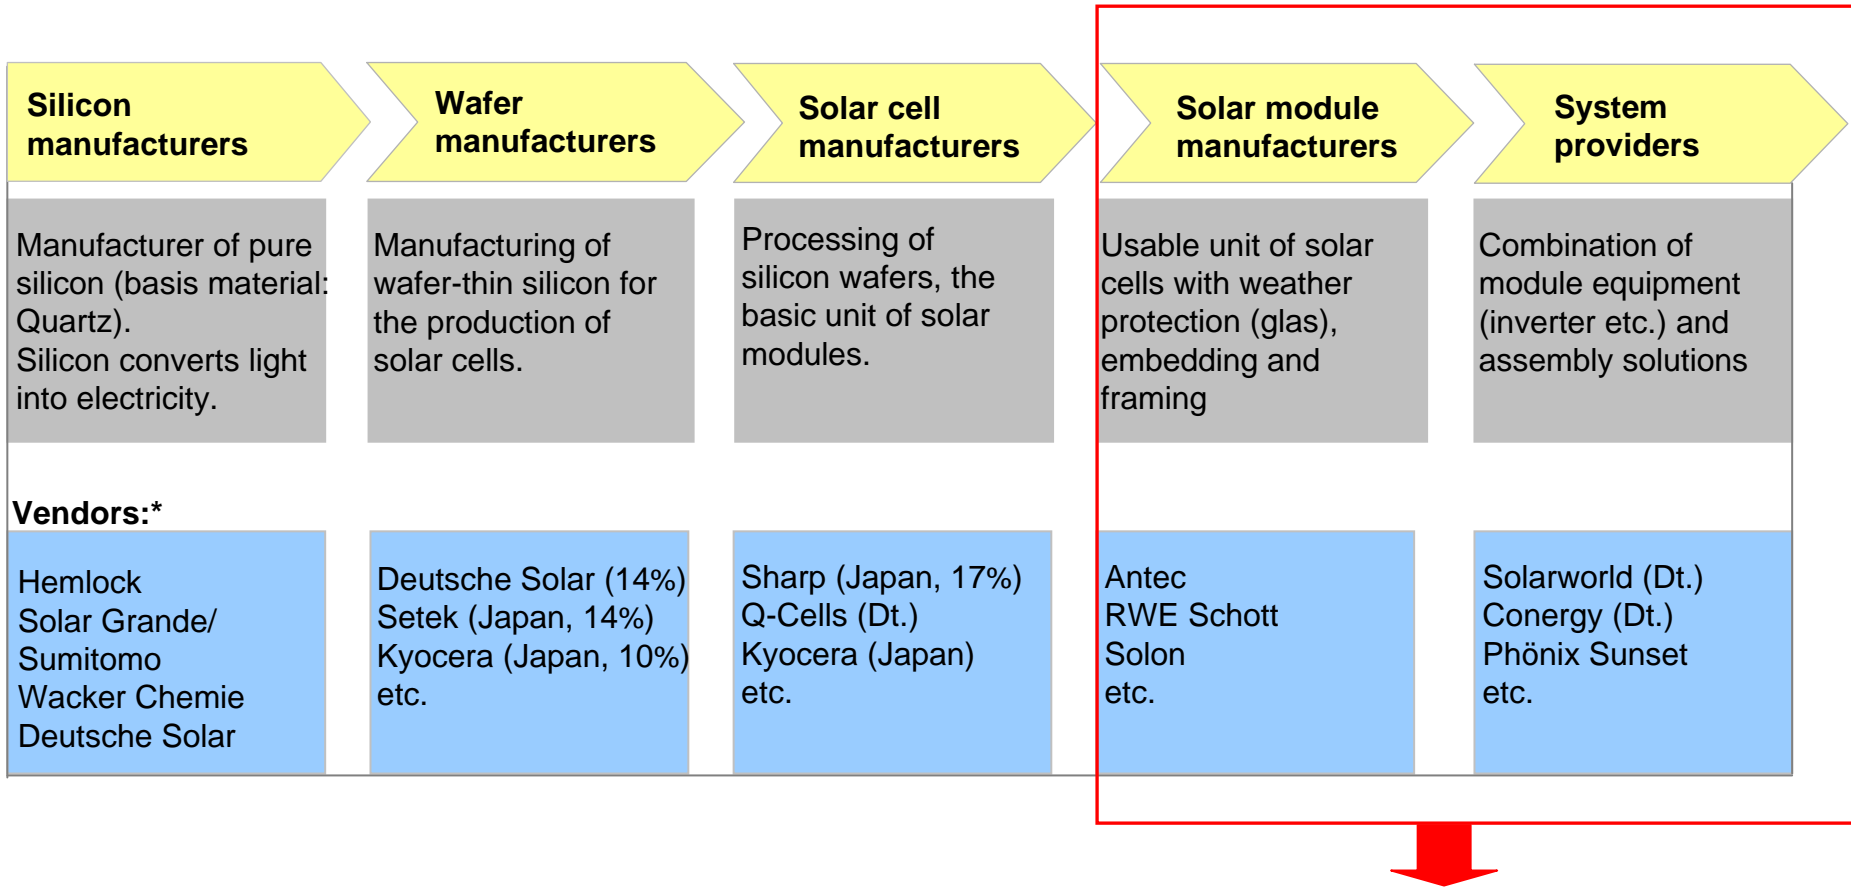 Silicon
manufacturers
Wafer
manufacturers
Solar cell
manufacturers
Solar module
manufacturers
System
providers
Manufacturer of pure
silicon (basis material:
Quartz).
Silicon converts light
into electricity.
Manufacturing of
wafer-thin silicon for
the production of
solar cells.
Processing of
silicon wafers, the
basic unit of solar
modules.
Usable unit of solar
cells with weather
protection (glas),
embedding and
framing
Combination of
module equipment
(inverter etc.) and
assembly solutions
Vendors:*
Hemlock
Solar Grande/
Sumitomo
Wacker Chemie
Deutsche Solar
Deutsche Solar (14%)
Setek (Japan, 14%)
Kyocera (Japan, 10%)
etc.
Sharp (Japan, 17%)
Q-Cells (Dt.)
Kyocera (Japan)
etc.
Antec
RWE Schott
Solon
etc.
Solarworld (Dt.)
Conergy (Dt.)
Phönix Sunset
etc.